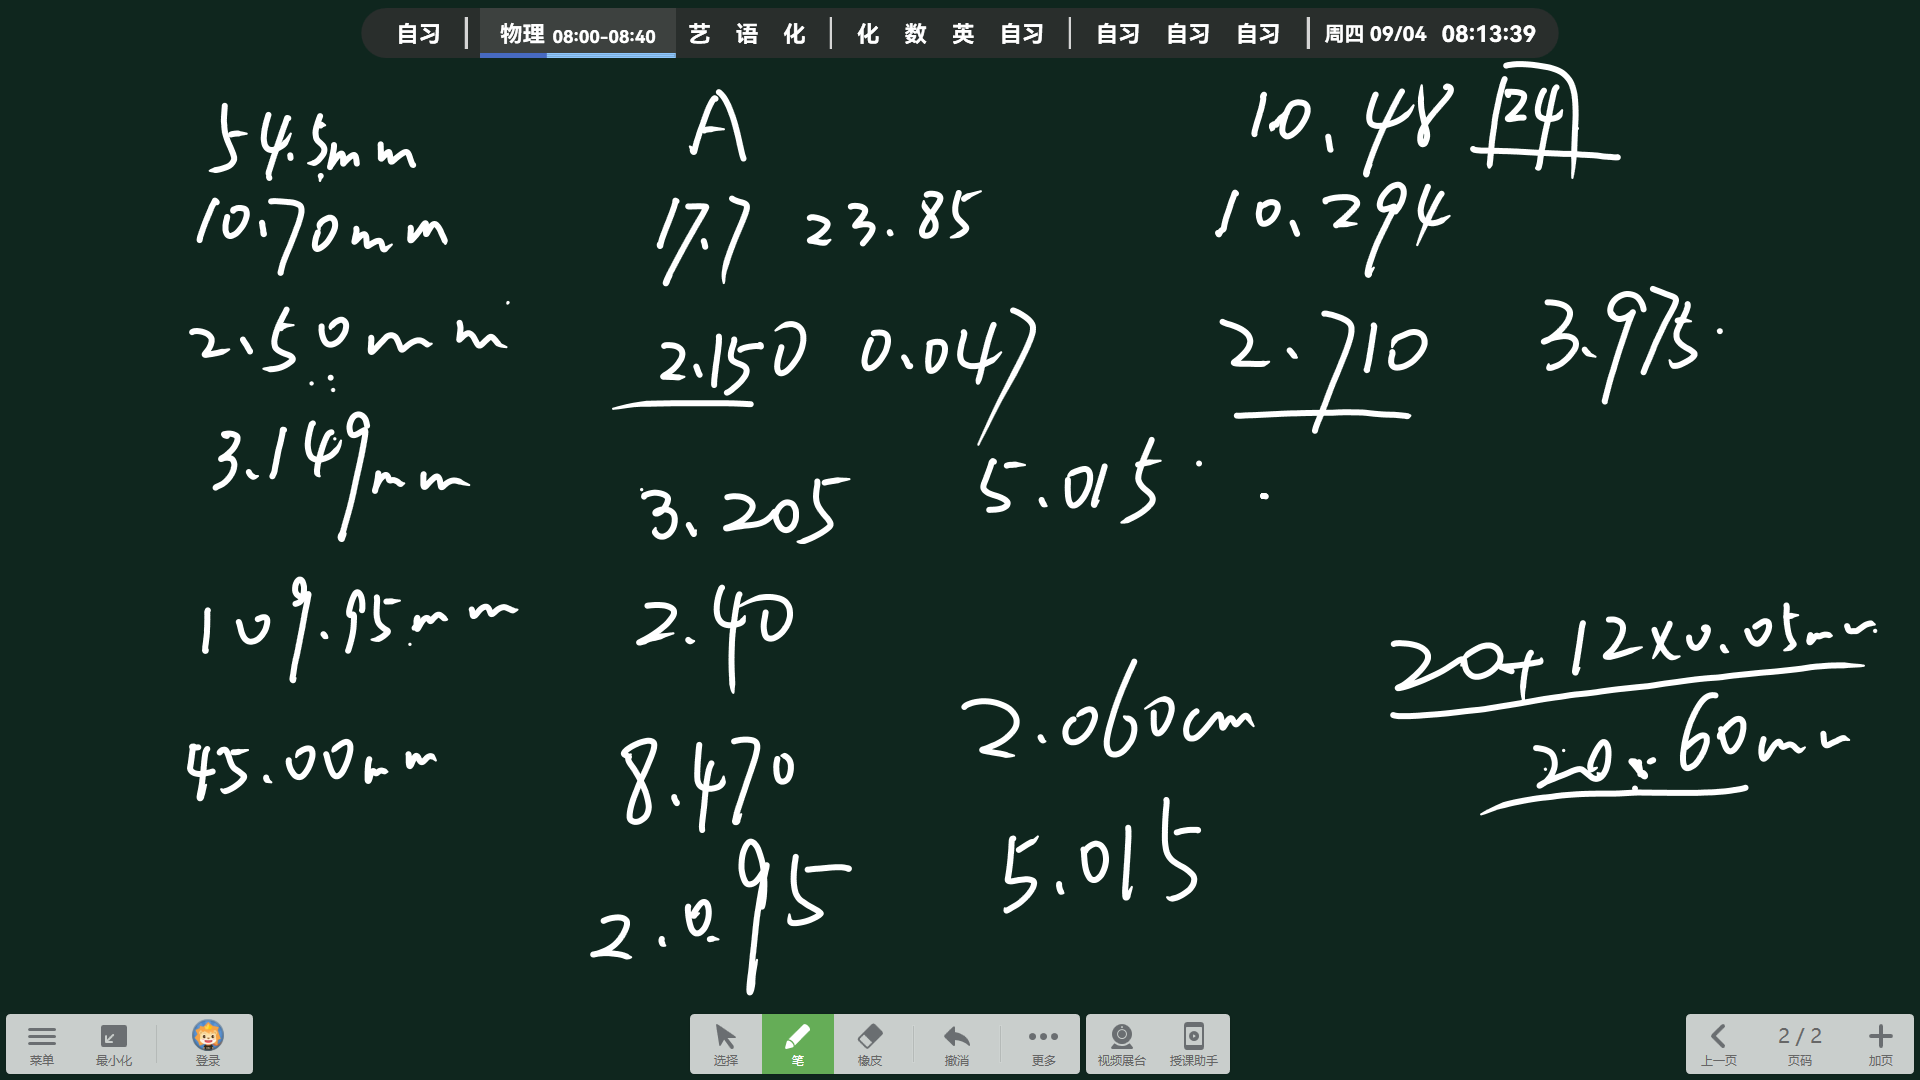 自习 | 物理 08:00-08:40 艺 语 化 | 化 数 英 自习 | 自习 自习 自习 | 周四 09/04 08:13:39
54.5mm
10.70mm
2.50mm
3.149mm
109.95mm
45.00mm
A
17.7 23.85
2.150 0.047
3.205 5.015
2.40
8.470
2.095
2.060cm
5.015
10.48 24
10.294
2.710 3.975
20+12×0.05mm
20.60mm
菜单 最小化 登录
选择 笔 橡皮 撤消 更多 视频展台 授课助手
上一页 2/2 页码 加页